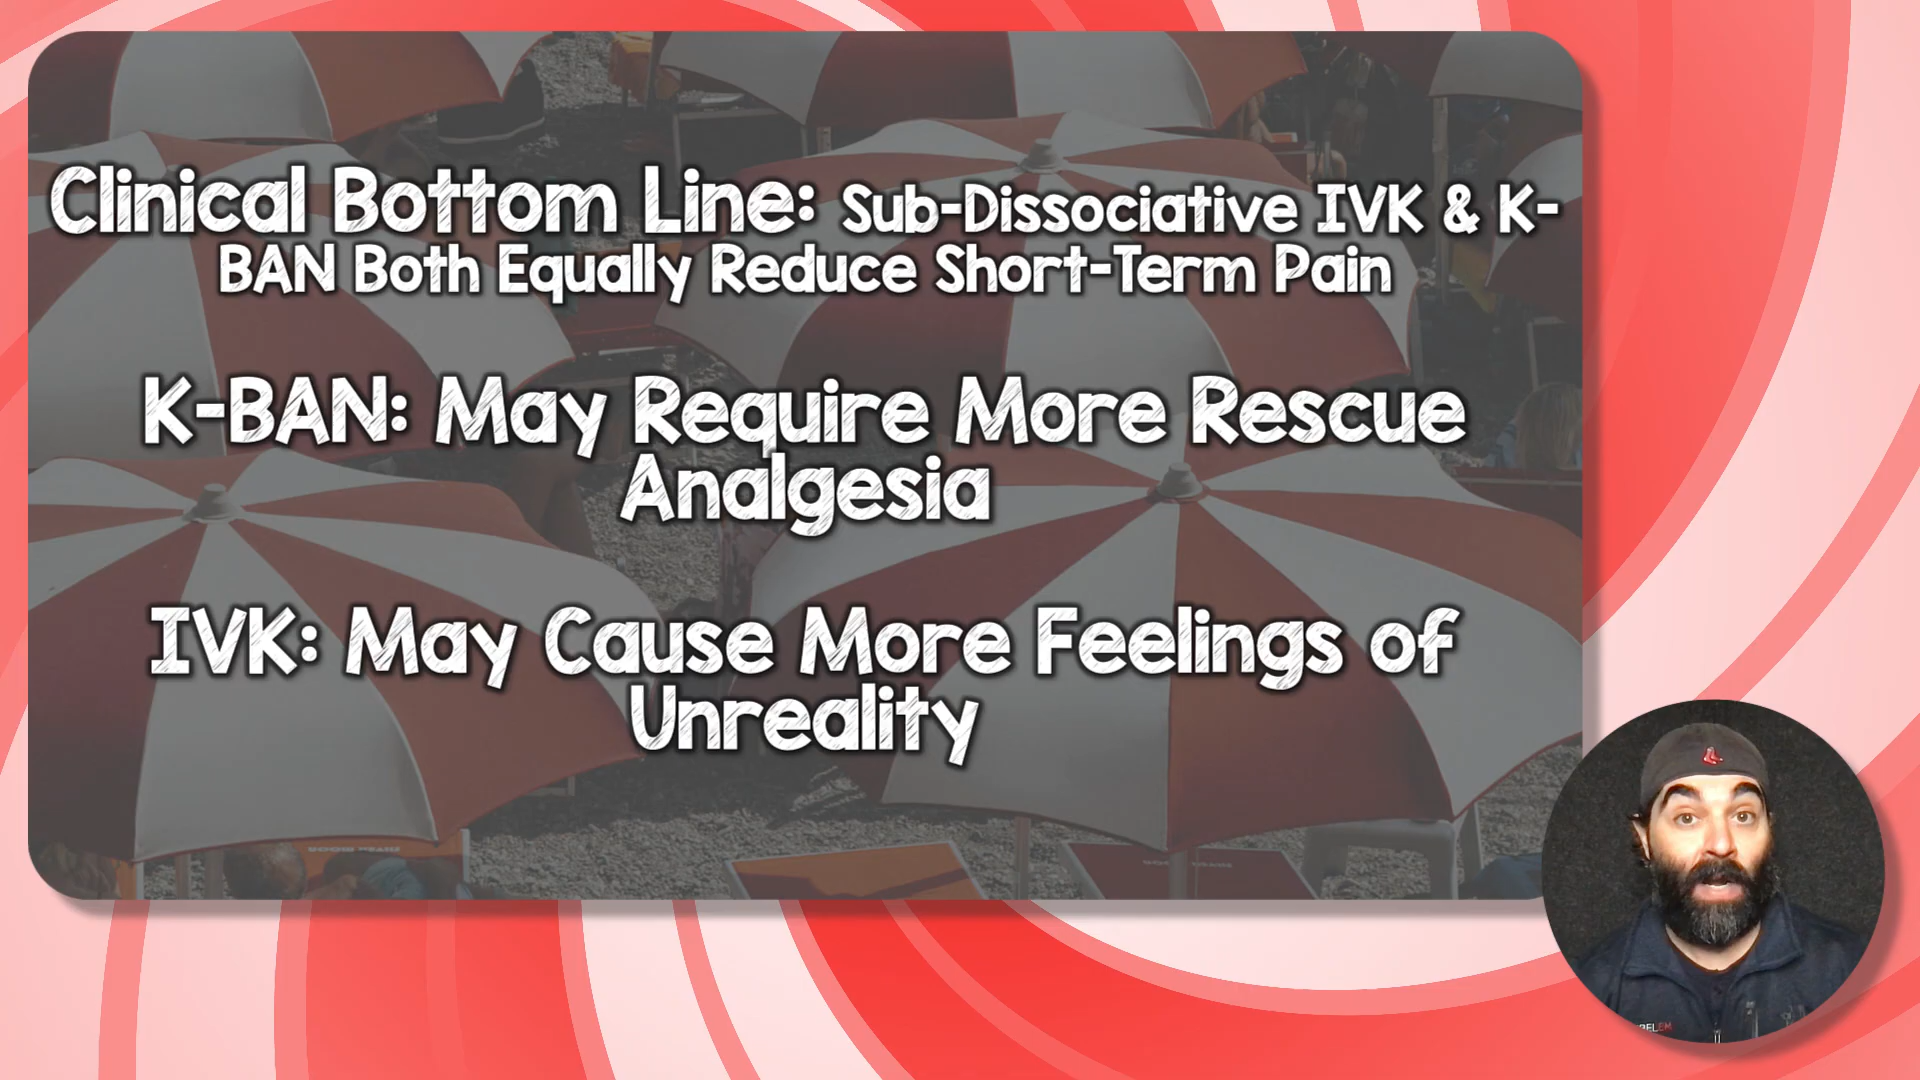 Clinical Bottom Line: Sub-Dissociative IVK & K-
BAN Both Equally Reduce Short-Term Pain
K-BAN: May Require More Rescue
Analgesia
IVK: May Cause More Feelings of
Unreality